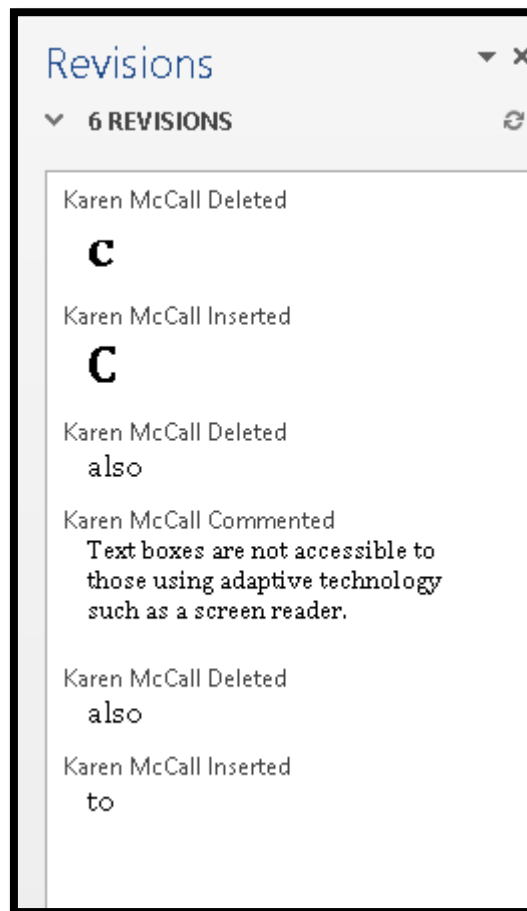 Revisions
6 REVISIONS
Karen McCall Deleted
c
Karen McCall Inserted
C
Karen McCall Deleted
also
Karen McCall Commented
Text boxes are not accessible to
those using adaptive technology
such as a screen reader.
Karen McCall Deleted
also
Karen McCall Inserted
to